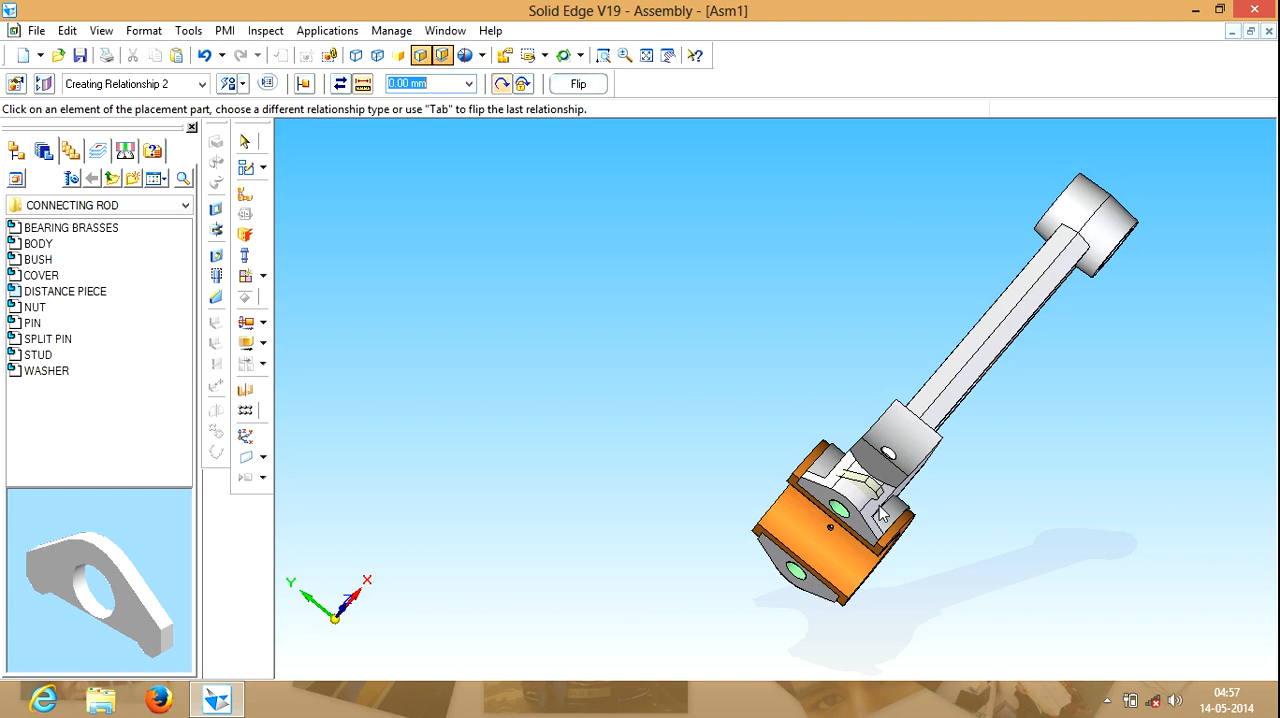 Solid Edge V19 - Assembly - [Asm1]
File Edit View Format Tools PMI Inspect Applications Manage Window Help
Creating Relationship 2 0.00 mm Flip
Click on an element of the placement part, choose a different relationship type or use "Tab" to flip the last relationship.
CONNECTING ROD
BEARING BRASSES
BODY
BUSH
COVER
DISTANCE PIECE
NUT
PIN
SPLIT PIN
STUD
WASHER
Y X Z
04:57
14-05-2014